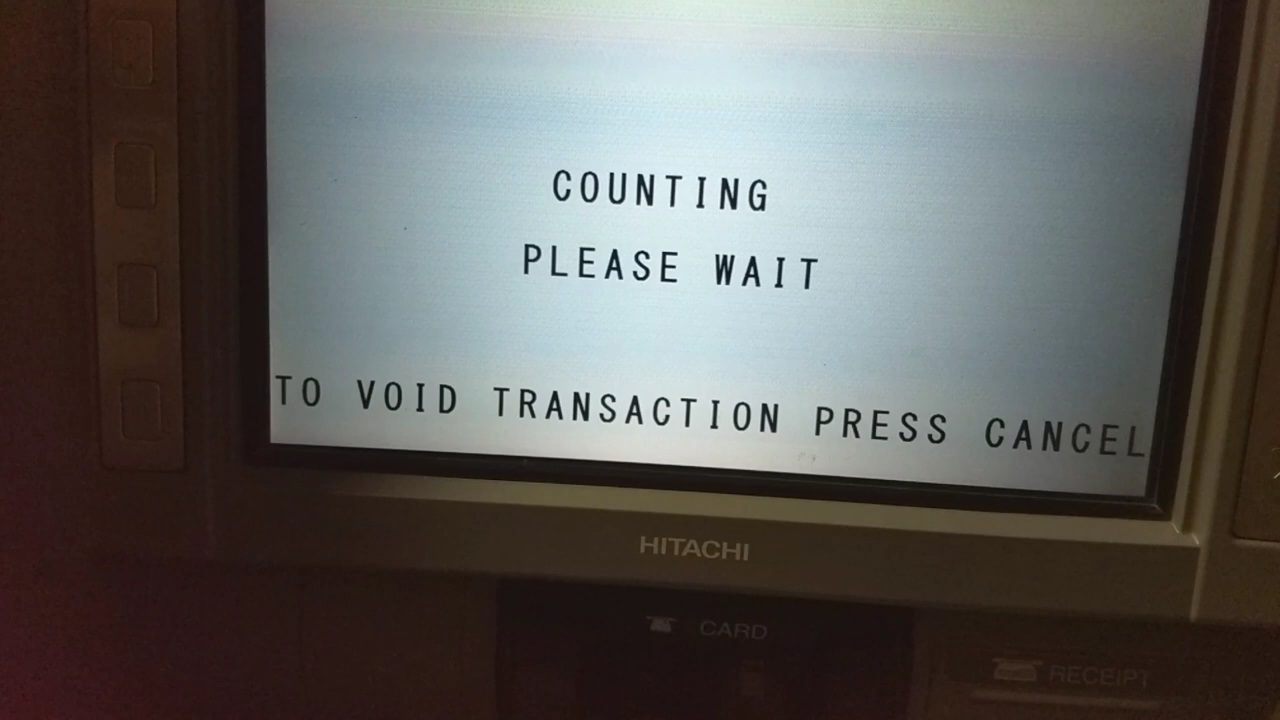 COUNTING
PLEASE WAIT
TO VOID TRANSACTION PRESS CANCEL
HITACHI
CARD
RECEIPT